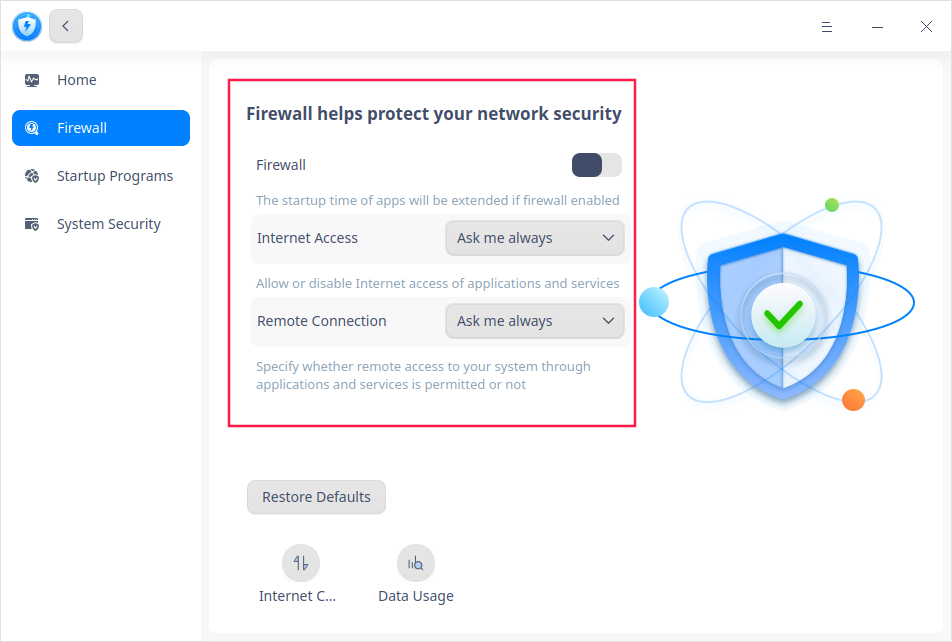 Home
Firewall
Startup Programs
System Security
Firewall helps protect your network security
Firewall
The startup time of apps will be extended if firewall enabled
Internet Access
Ask me always
Allow or disable Internet access of applications and services
Remote Connection
Ask me always
Specify whether remote access to your system through
applications and services is permitted or not
Restore Defaults
Internet C...
Data Usage